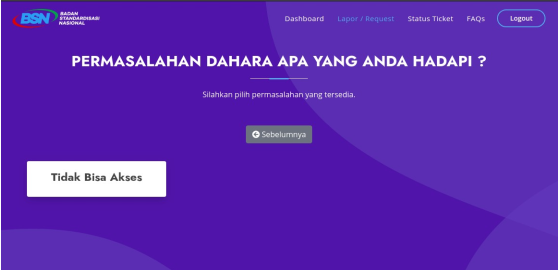 BSN BADAN
STANDARDISASI
NASIONAL
Dashboard Lapor / Request Status Ticket FAQs Logout
PERMASALAHAN DAHARA APA YANG ANDA HADAPI ?
Silahkan pilih permasalahan yang tersedia.
Sebelumnya
Tidak Bisa Akses